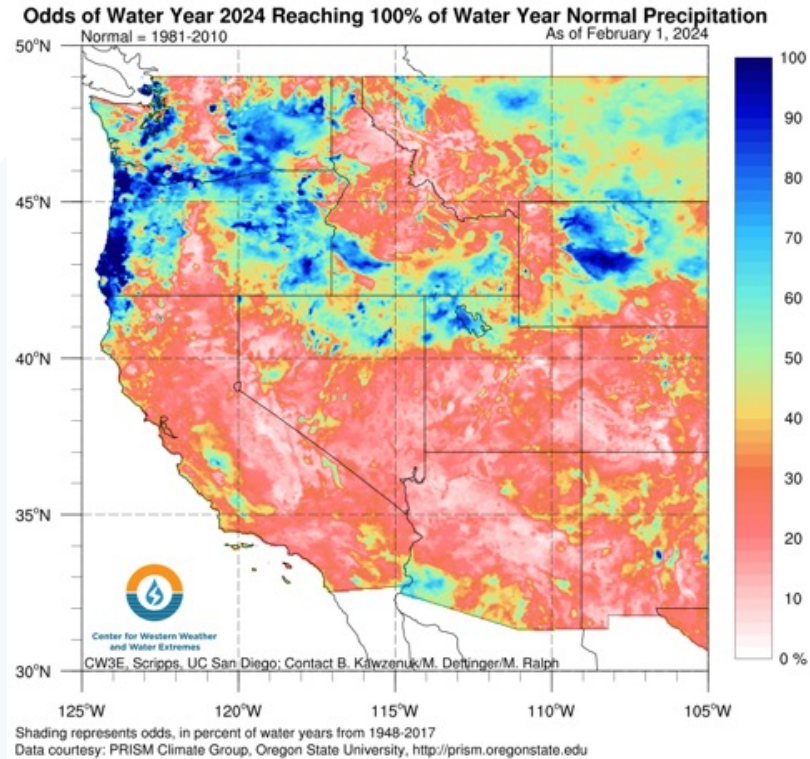 Odds of Water Year 2024 Reaching 100% of Water Year Normal Precipitation
Normal = 1981-2010
As of February 1, 2024
50°N
45°N
40°N
35°N
30°N
125°W
120°W
115°W
110°W
105°W
100
90
80
70
60
50
40
30
20
10
0 %
Center for Western Weather
and Water Extremes
CW3E, Scripps, UC San Diego; Contact B. Kawzenuk/M. Dettinger/M. Ralph
Shading represents odds, in percent of water years from 1948-2017
Data courtesy: PRISM Climate Group, Oregon State University, http://prism.oregonstate.edu